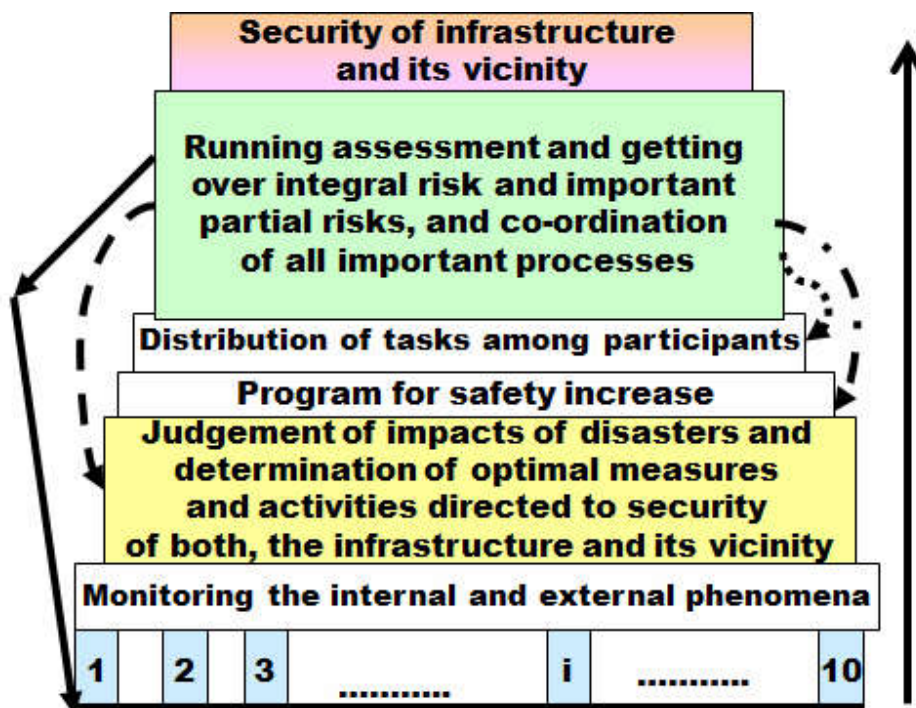 Security of infrastructure
and its vicinity
Running assessment and getting
over integral risk and important
partial risks, and co-ordination
of all important processes
Distribution of tasks among participants
Program for safety increase
Judgement of impacts of disasters and
determination of optimal measures
and activities directed to security
of both, the infrastructure and its vicinity
Monitoring the internal and external phenomena
1 2 3 ........... i ........... 10